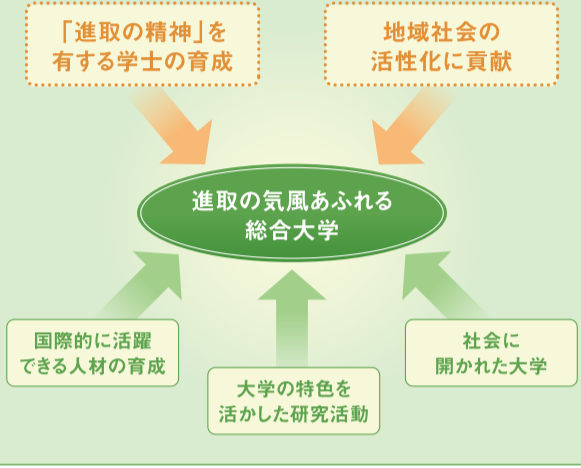 「進取の精神」を
有する学士の育成
地域社会の
活性化に貢献
進取の気風あふれる
総合大学
国際的に活躍
できる人材の育成
大学の特色を
活かした研究活動
社会に
開かれた大学